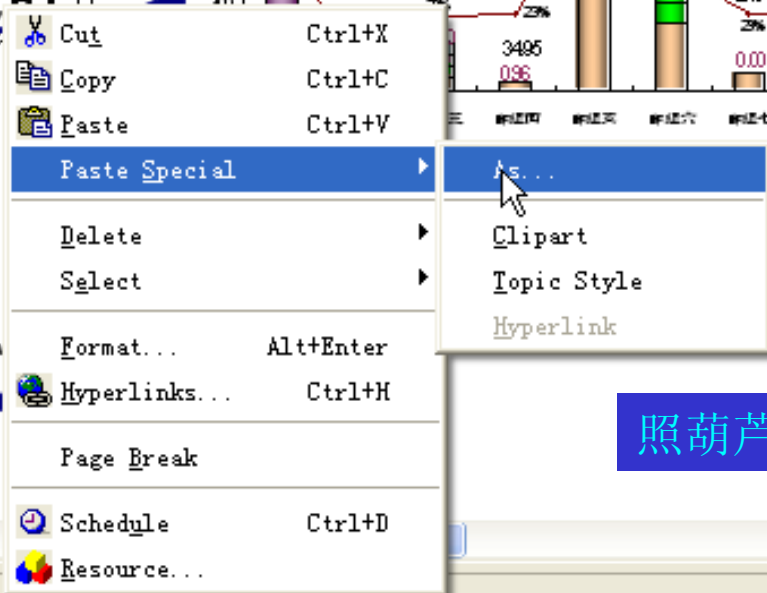 23%
23%
3495
0.96
0.00
Cut Ctrl+X
Copy Ctrl+C
Paste Ctrl+V
Paste Special
As...
Delete
Clipart
Select
Topic Style
Hyperlink
Format... Alt+Enter
Hyperlinks... Ctrl+H
照葫芦
Page Break
Schedule Ctrl+D
Resource...